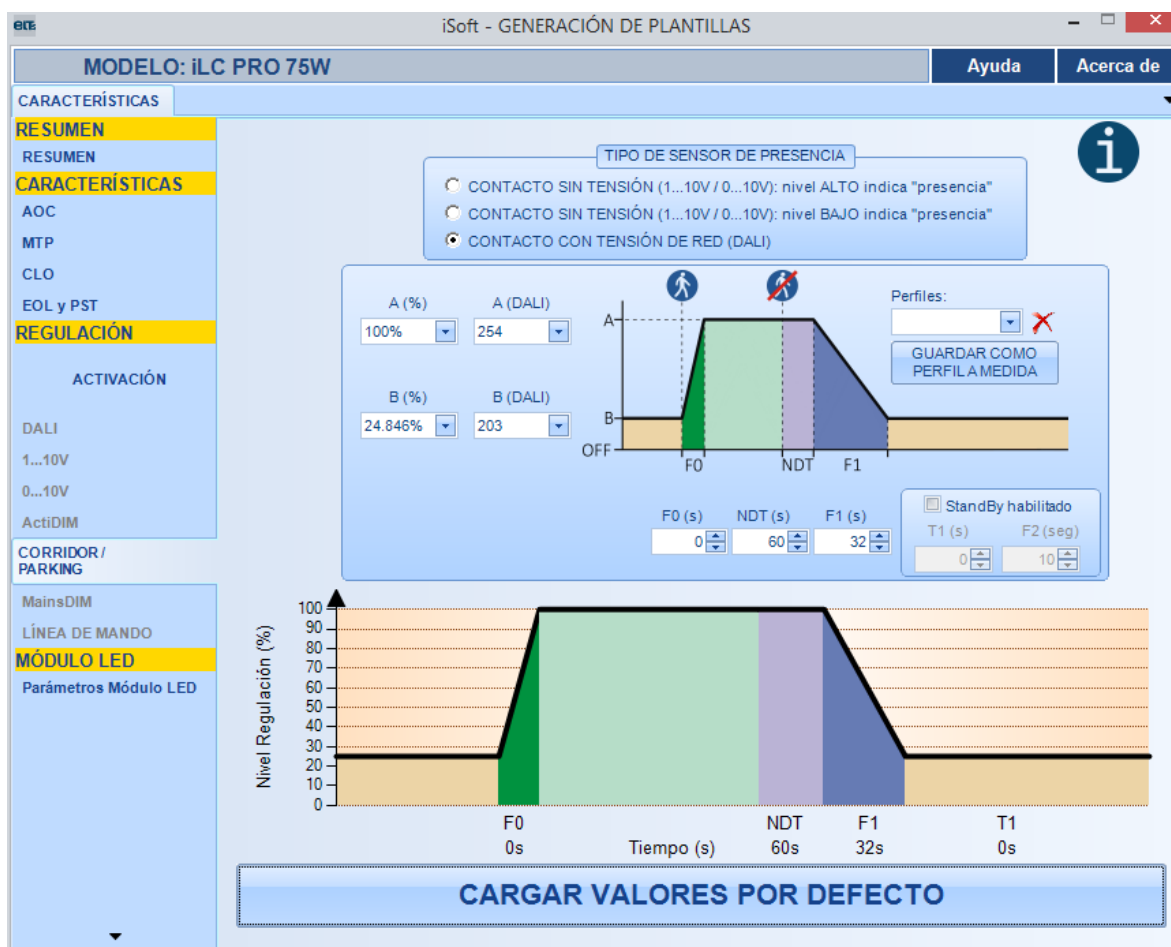 iSoft - GENERACIÓN DE PLANTILLAS
MODELO: iLC PRO 75W
Ayuda
Acerca de
CARACTERÍSTICAS
RESUMEN
RESUMEN
CARACTERÍSTICAS
AOC
MTP
CLO
EOL y PST
REGULACIÓN
ACTIVACIÓN
DALI
1...10V
0...10V
ActiDIM
CORRIDOR /
PARKING
MainsDIM
LÍNEA DE MANDO
MÓDULO LED
Parámetros Módulo LED
TIPO DE SENSOR DE PRESENCIA
CONTACTO SIN TENSIÓN (1...10V / 0...10V): nivel ALTO indica "presencia"
CONTACTO SIN TENSIÓN (1...10V / 0...10V): nivel BAJO indica "presencia"
CONTACTO CON TENSIÓN DE RED (DALI)
A (%)
A (DALI)
100%
254
B (%)
B (DALI)
24.846%
203
A
B
OFF
F0
NDT
F1
Perfiles:
GUARDAR COMO
PERFIL A MEDIDA
F0 (s)
NDT (s)
F1 (s)
0
60
32
StandBy habilitado
T1 (s)
F2 (seg)
0
10
Nivel Regulación (%)
100
90
80
70
60
50
40
30
20
10
0
F0
NDT
F1
T1
0s
Tiempo (s)
60s
32s
0s
CARGAR VALORES POR DEFECTO